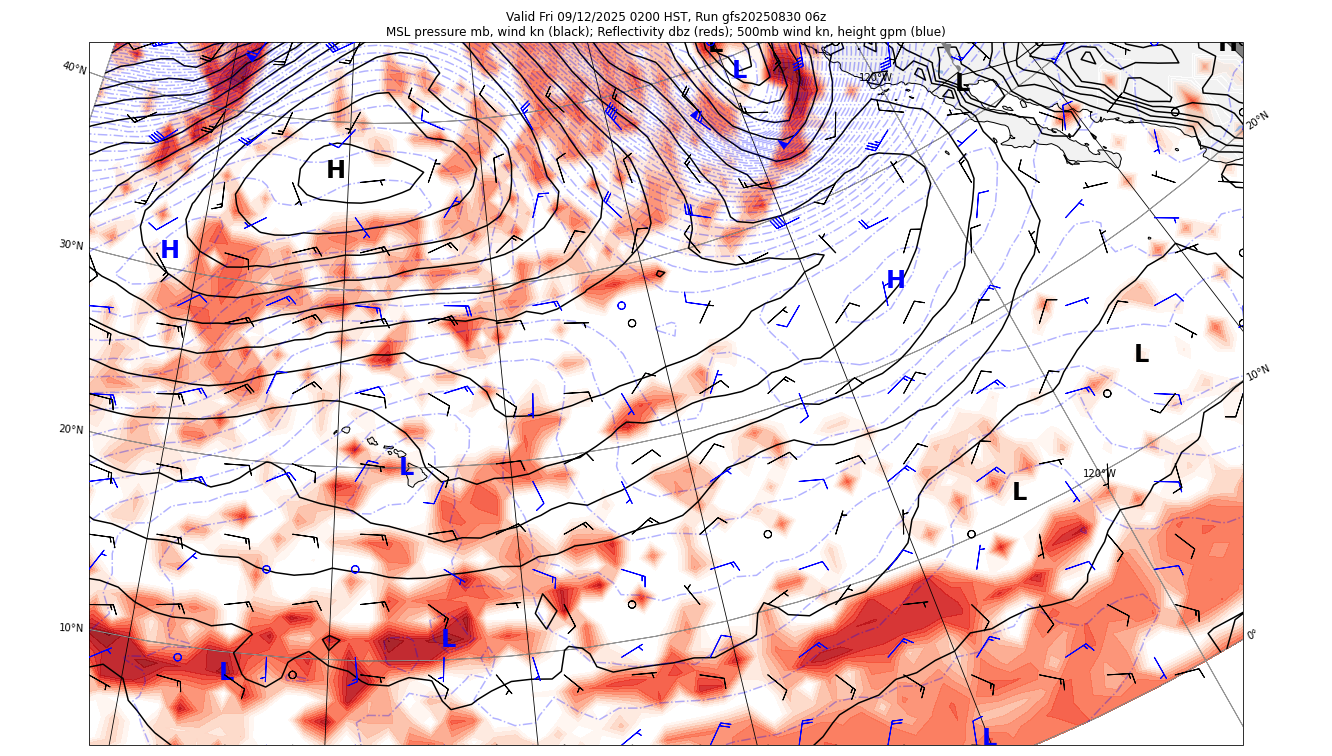 Valid Fri 09/12/2025 0200 HST, Run gfs20250830 06z
MSL pressure mb, wind kn (black); Reflectivity dbz (reds); 500mb wind kn, height gpm (blue)
L
H
40°N
L
120°W
L
20°N
H
30°N
H
H
L
10°N
20°N
L
120°W
L
10°N
0°
L
L
L